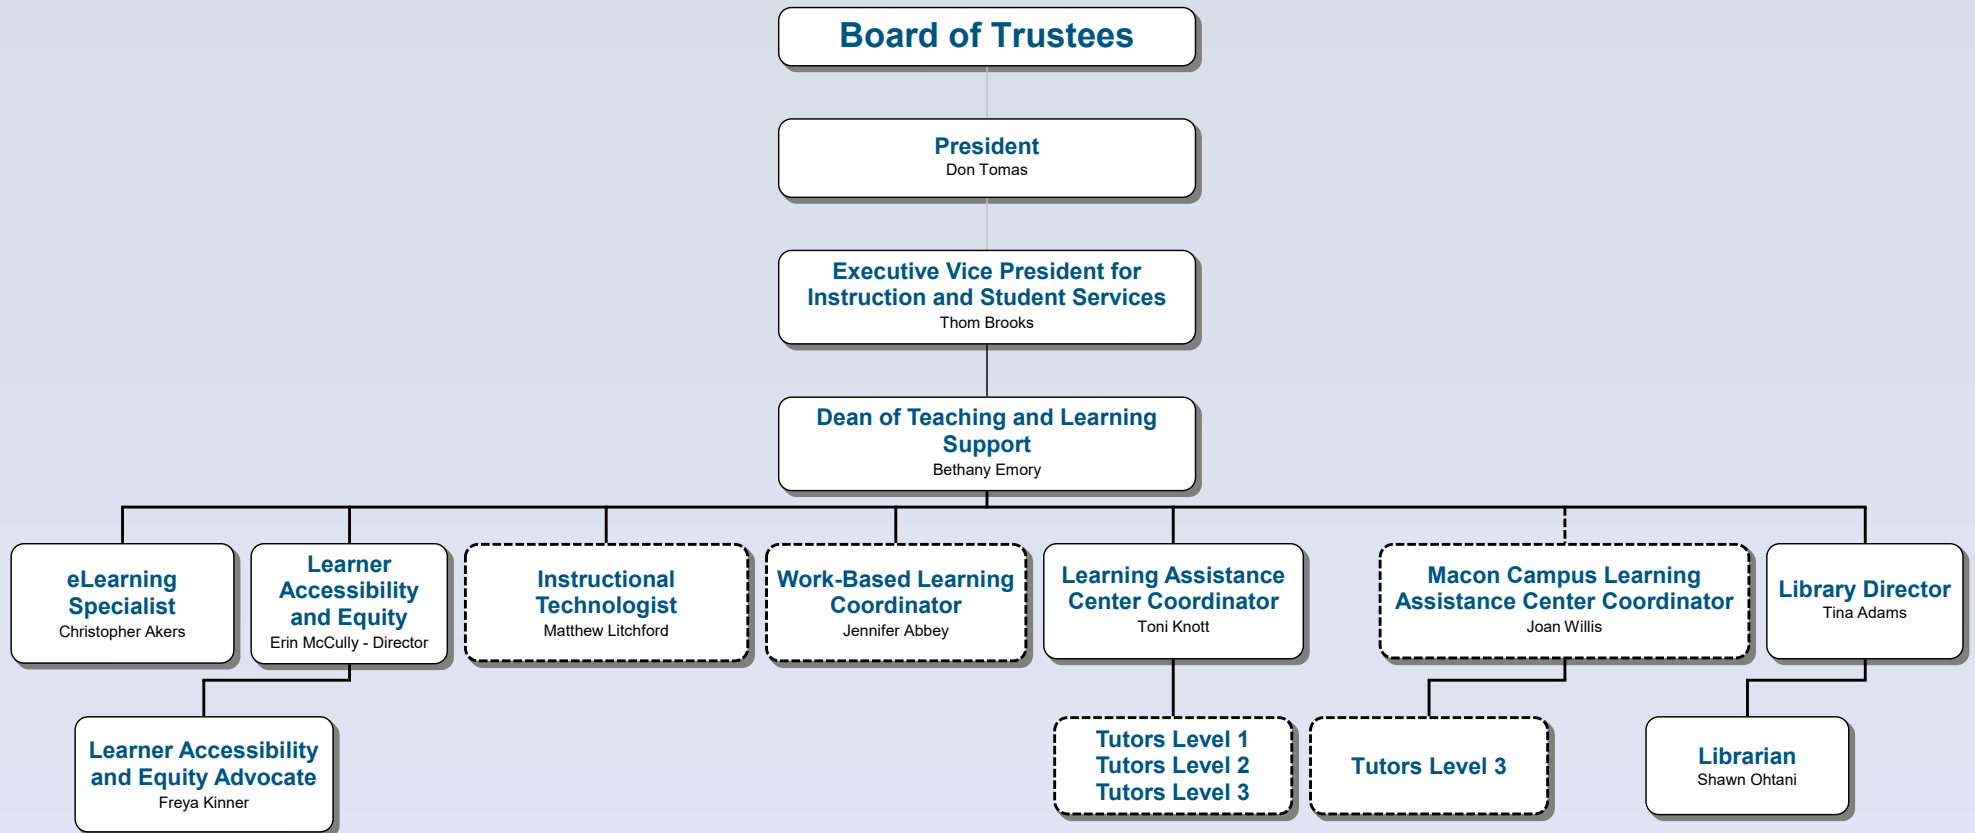 Board of Trustees
President
Don Tomas
Executive Vice President for
Instruction and Student Services
Thom Brooks
Dean of Teaching and Learning
Support
Bethany Emory
eLearning
Specialist
Christopher Akers
Learner
Accessibility
and Equity
Erin McCully - Director
Instructional
Technologist
Matthew Litchford
Work-Based Learning
Coordinator
Jennifer Abbey
Learning Assistance
Center Coordinator
Toni Knott
Macon Campus Learning
Assistance Center Coordinator
Joan Willis
Library Director
Tina Adams
Learner Accessibility
and Equity Advocate
Freya Kinner
Tutors Level 1
Tutors Level 2
Tutors Level 3
Tutors Level 3
Librarian
Shawn Ohtani